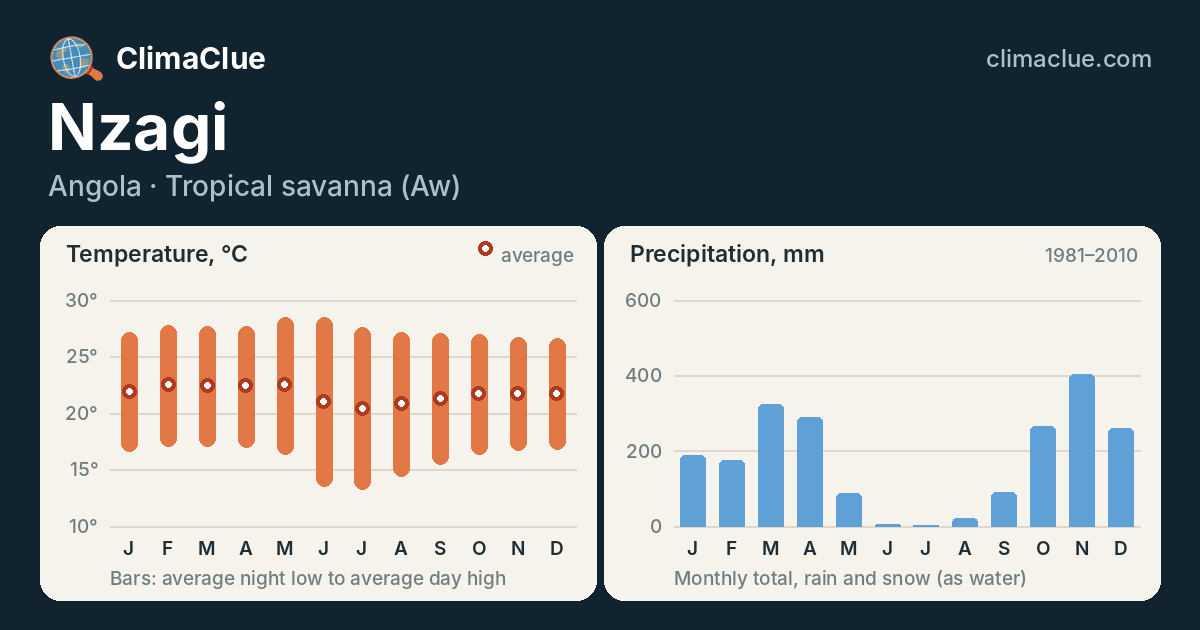 ClimaClue
climaclue.com
Nzagi
Angola · Tropical savanna (Aw)
Temperature, °C
average
30°
25°
20°
15°
10°
J F M A M J J A S O N D
Bars: average night low to average day high
Precipitation, mm
1981–2010
600
400
200
0
J F M A M J J A S O N D
Monthly total, rain and snow (as water)